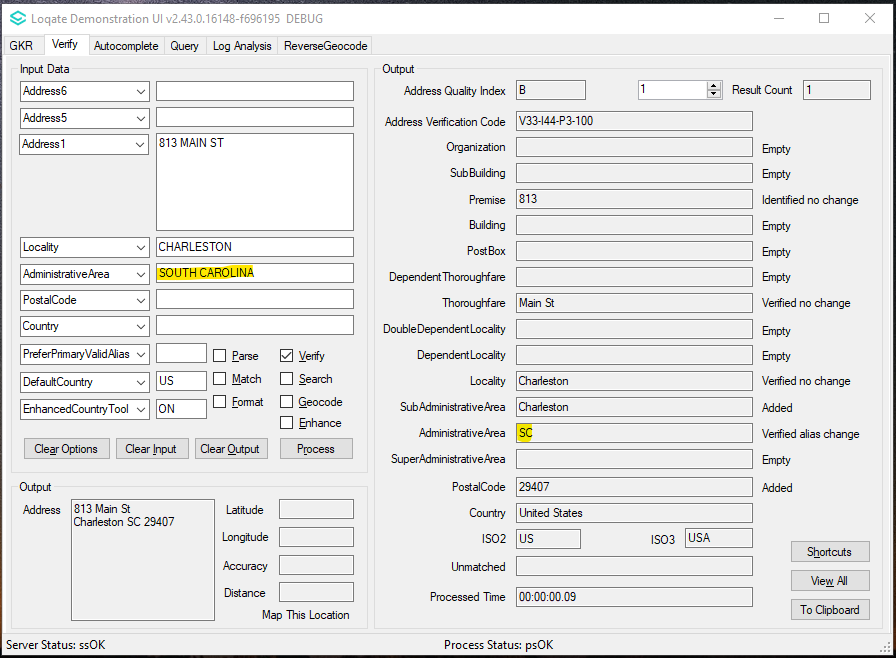 Loqate Demonstration UI v2.43.0.16148-f696195 DEBUG
GKR Verify Autocomplete Query Log Analysis ReverseGeocode
Input Data
Address6
Address5
Address1 813 MAIN ST
Locality CHARLESTON
AdministrativeArea SOUTH CAROLINA
PostalCode
Country
PreferPrimaryValidAlias Parse Verify
DefaultCountry US Match Search
EnhancedCountryTool ON Format Geocode
Enhance
Clear Options Clear Input Clear Output Process
Output
Address 813 Main St
Charleston SC 29407
Latitude
Longitude
Accuracy
Distance
Map This Location
Output
Address Quality Index B 1 Result Count 1
Address Verification Code V33-I44-P3-100
Organization Empty
SubBuilding Empty
Premise 813 Identified no change
Building Empty
PostBox Empty
DependentThoroughfare Empty
Thoroughfare Main St Verified no change
DoubleDependentLocality Empty
DependentLocality Empty
Locality Charleston Verified no change
SubAdministrativeArea Charleston Added
AdministrativeArea SC Verified alias change
SuperAdministrativeArea Empty
PostalCode 29407 Added
Country United States
ISO2 US ISO3 USA
Unmatched
Processed Time 00:00:00.09
Shortcuts
View All
To Clipboard
Server Status: ssOK Process Status: psOK